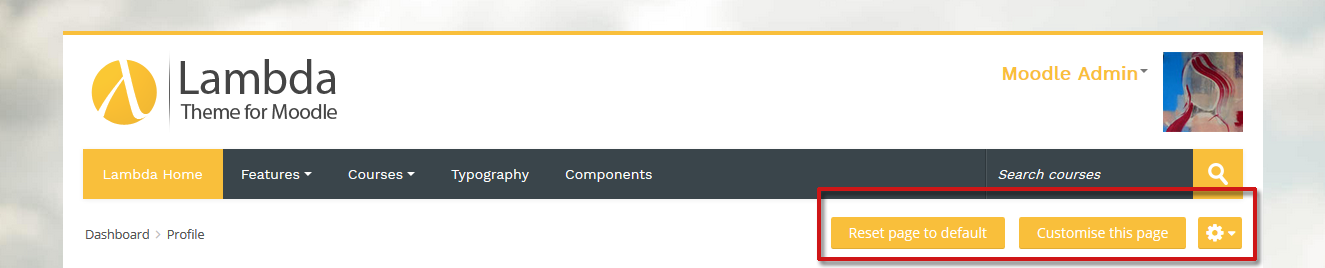 Lambda
Theme for Moodle
Moodle Admin
Lambda Home Features Courses Typography Components Search courses
Dashboard > Profile Reset page to default Customise this page